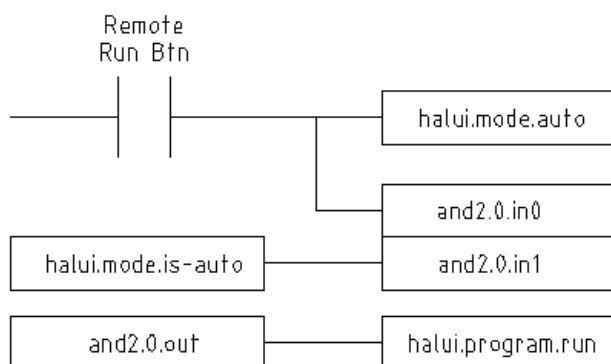 Remote
Run Btn
halui.mode.auto
and2.0.in0
halui.mode.is-auto
and2.0.in1
and2.0.out
halui.program.run